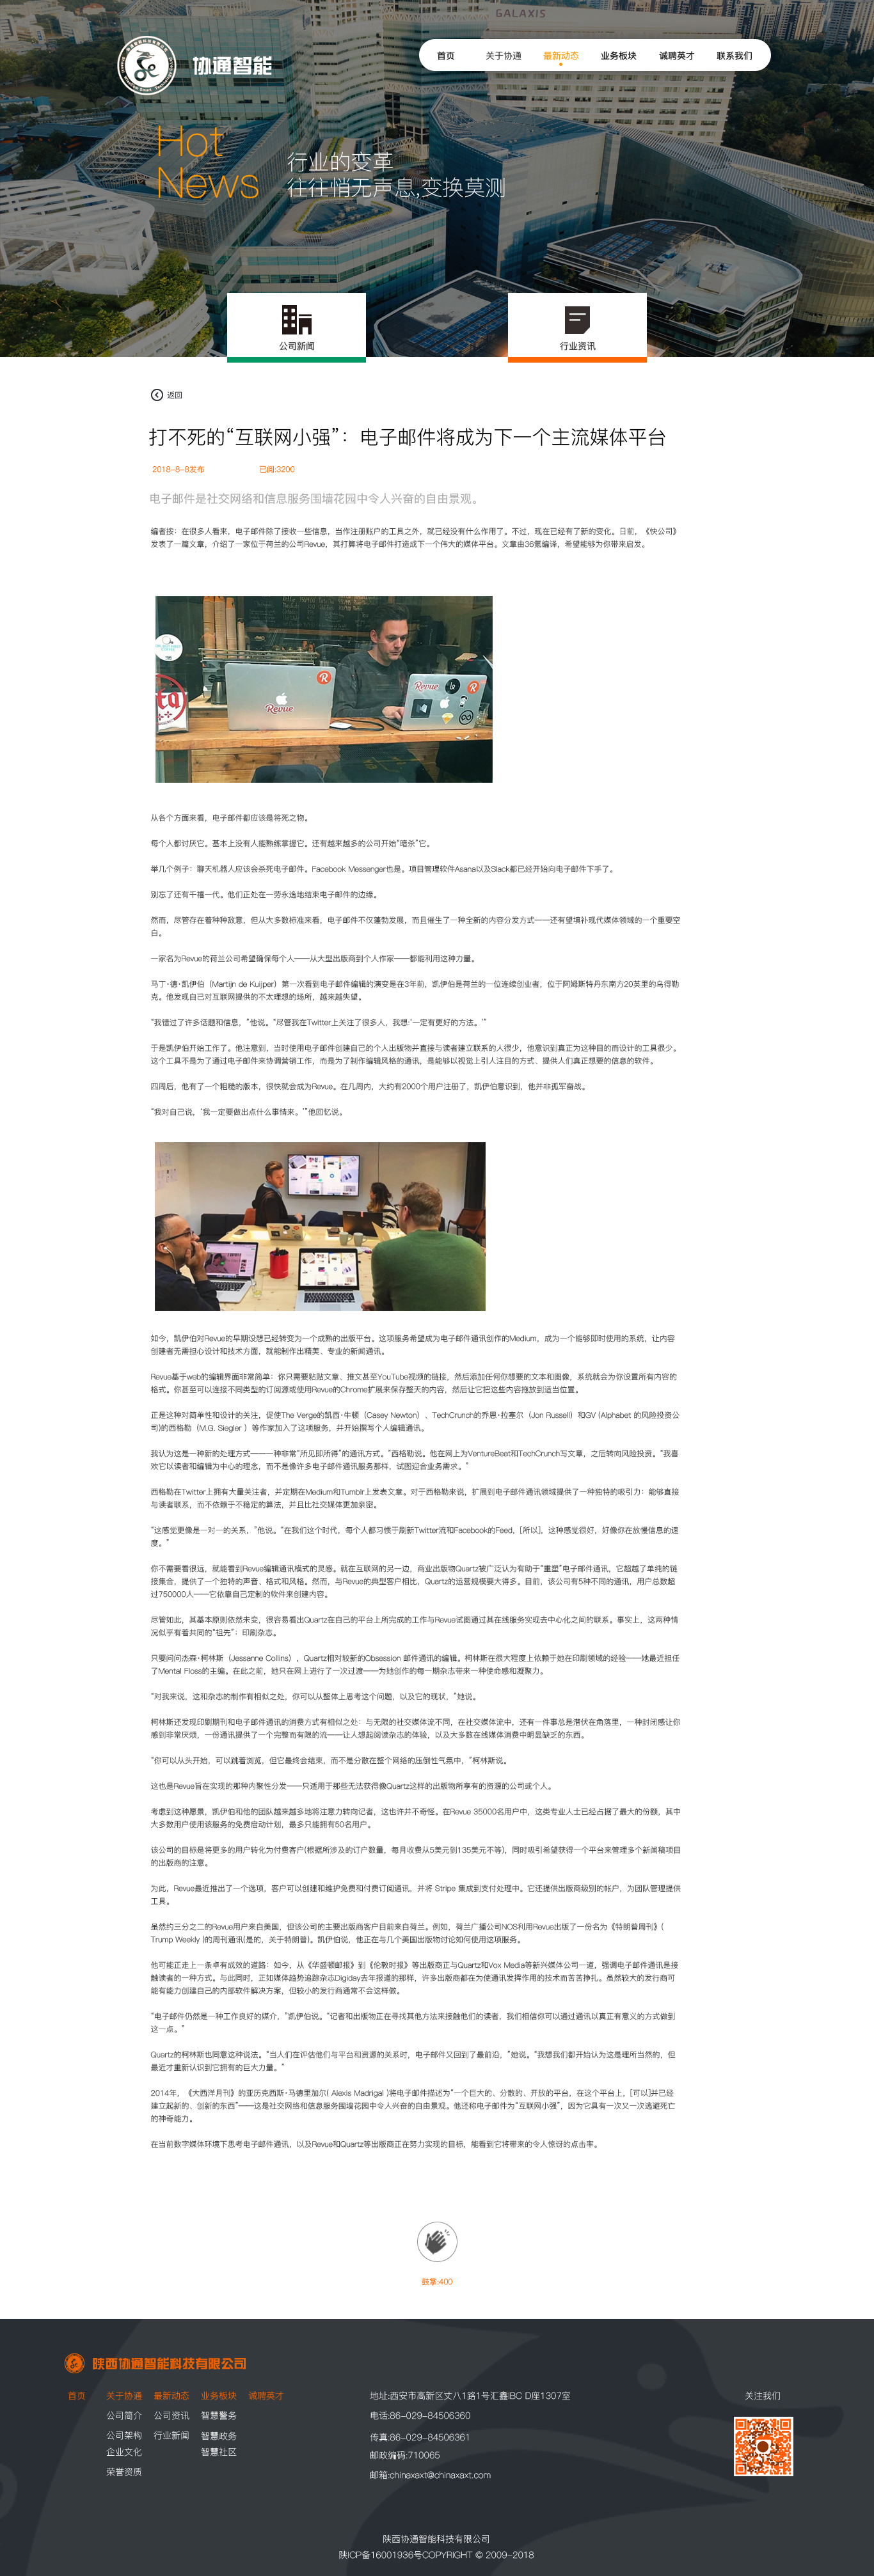 GALAXIS
协通智能
首页 关于协通 最新动态 业务板块 诚聘英才 联系我们
Hot
News
行业的变革
往往悄无声息,变换莫测
公司新闻
行业资讯
返回
打不死的“互联网小强”：电子邮件将成为下一个主流媒体平台
2018-8-8发布 已阅:3200
电子邮件是社交网络和信息服务围墙花园中令人兴奋的自由景观。
编者按：在很多人看来，电子邮件除了接收一些信息，当作注册账户的工具之外，就已经没有什么作用了。不过，现在已经有了新的变化。日前，《快公司》
发表了一篇文章，介绍了一家位于荷兰的公司Revue，其打算将电子邮件打造成下一个伟大的媒体平台。文章由36氪编译，希望能够为你带来启发。
Revue
Revue
从各个方面来看，电子邮件都应该是将死之物。
每个人都讨厌它。基本上没有人能熟练掌握它。还有越来越多的公司开始“暗杀”它。
举几个例子：聊天机器人应该会杀死电子邮件。Facebook Messenger也是。项目管理软件Asana以及Slack都已经开始向电子邮件下手了。
别忘了还有千禧一代。他们正处在一劳永逸地结束电子邮件的边缘。
然而，尽管存在着种种敌意，但从大多数标准来看，电子邮件不仅蓬勃发展，而且催生了一种全新的内容分发方式——还有望填补现代媒体领域的一个重要空
白。
一家名为Revue的荷兰公司希望确保每个人——从大型出版商到个人作家——都能利用这种力量。
马丁·德·凯伊伯（Martijn de Kuijper）第一次看到电子邮件编辑的演变是在3年前，凯伊伯是荷兰的一位连续创业者，位于阿姆斯特丹东南方20英里的乌得勒
克。他发现自己对互联网提供的不太理想的场所，越来越失望。
“我错过了许多话题和信息，”他说。“尽管我在Twitter上关注了很多人，我想:‘一定有更好的方法。’”
于是凯伊伯开始工作了。他注意到，当时使用电子邮件创建自己的个人出版物并直接与读者建立联系的人很少，他意识到真正为这种目的而设计的工具很少。
这个工具不是为了通过电子邮件来协调营销工作，而是为了制作编辑风格的通讯，是能够以视觉上引人注目的方式、提供人们真正想要的信息的软件。
四周后，他有了一个粗糙的版本，很快就会成为Revue。在几周内，大约有2000个用户注册了，凯伊伯意识到，他并非孤军奋战。
“我对自己说，‘我一定要做出点什么事情来。’”他回忆说。
如今，凯伊伯对Revue的早期设想已经转变为一个成熟的出版平台。这项服务希望成为电子邮件通讯创作的Medium，成为一个能够即时使用的系统，让内容
创建者无需担心设计和技术方面，就能制作出精美、专业的新闻通讯。
Revue基于web的编辑界面非常简单：你只需要粘贴文章、推文甚至YouTube视频的链接，然后添加任何你想要的文本和图像，系统就会为你设置所有内容的
格式。你甚至可以连接不同类型的订阅源或使用Revue的Chrome扩展来保存整天的内容，然后让它把这些内容拖放到适当位置。
正是这种对简单性和设计的关注，促使The Verge的凯西·牛顿（Casey Newton）、TechCrunch的乔恩·拉塞尔（Jon Russell）和GV (Alphabet 的风险投资公
司)的西格勒（M.G. Siegler ）等作家加入了这项服务，并开始撰写个人编辑通讯。
我认为这是一种新的处理方式——一种非常“所见即所得”的通讯方式。”西格勒说。他在网上为VentureBeat和TechCrunch写文章，之后转向风险投资。“我喜
欢它以读者和编辑为中心的理念，而不是像许多电子邮件通讯服务那样，试图迎合业务需求。”
西格勒在Twitter上拥有大量关注者，并定期在Medium和Tumblr上发表文章。对于西格勒来说，扩展到电子邮件通讯领域提供了一种独特的吸引力：能够直接
与读者联系，而不依赖于不稳定的算法，并且比社交媒体更加亲密。
“这感觉更像是一对一的关系，”他说。“在我们这个时代，每个人都习惯于刷新Twitter流和Facebook的Feed，[所以]，这种感觉很好，好像你在放慢信息的速
度。”
你不需要看很远，就能看到Revue编辑通讯模式的灵感。就在互联网的另一边，商业出版物Quartz被广泛认为有助于“重塑”电子邮件通讯，它超越了单纯的链
接集合，提供了一个独特的声音、格式和风格。然而，与Revue的典型客户相比，Quartz的运营规模要大得多。目前，该公司有5种不同的通讯，用户总数超
过750000人——它依靠自己定制的软件来创建内容。
尽管如此，其基本原则依然未变，很容易看出Quartz在自己的平台上所完成的工作与Revue试图通过其在线服务实现去中心化之间的联系。事实上，这两种情
况似乎有着共同的“祖先”：印刷杂志。
只要问问杰森·柯林斯（Jessanne Collins），Quartz相对较新的Obsession 邮件通讯的编辑。柯林斯在很大程度上依赖于她在印刷领域的经验——她最近担任
了Mental Floss的主编。在此之前，她只在网上进行了一次过渡——为她创作的每一期杂志带来一种使命感和凝聚力。
“对我来说，这和杂志的制作有相似之处，你可以从整体上思考这个问题，以及它的现状，”她说。
柯林斯还发现印刷期刊和电子邮件通讯的消费方式有相似之处：与无限的社交媒体流不同，在社交媒体流中，还有一件事总是潜伏在角落里，一种封闭感让你
感到非常厌烦，一份通讯提供了一个完整而有限的流——让人想起阅读杂志的体验，以及大多数在线媒体消费中明显缺乏的东西。
“你可以从头开始，可以跳着浏览，但它最终会结束，而不是分散在整个网络的压倒性气氛中，”柯林斯说。
这也是Revue旨在实现的那种内聚性分发——只适用于那些无法获得像Quartz这样的出版物所享有的资源的公司或个人。
考虑到这种愿景，凯伊伯和他的团队越来越多地将注意力转向记者，这也许并不奇怪。在Revue 35000名用户中，这类专业人士已经占据了最大的份额，其中
大多数用户使用该服务的免费启动计划，最多只能拥有50名用户。
该公司的目标是将更多的用户转化为付费客户(根据所涉及的订户数量，每月收费从5美元到135美元不等)，同时吸引希望获得一个平台来管理多个新闻稿项目
的出版商的注意。
为此，Revue最近推出了一个选项，客户可以创建和维护免费和付费订阅通讯，并将 Stripe 集成到支付处理中。它还提供出版商级别的帐户，为团队管理提供
工具。
虽然约三分之二的Revue用户来自美国，但该公司的主要出版商客户目前来自荷兰。例如，荷兰广播公司NOS利用Revue出版了一份名为《特朗普周刊》(
Trump Weekly )的周刊通讯(是的，关于特朗普)。凯伊伯说，他正在与几个美国出版物讨论如何使用这项服务。
他可能正走上一条卓有成效的道路：如今，从《华盛顿邮报》到《伦敦时报》等出版商正与Quartz和Vox Media等新兴媒体公司一道，强调电子邮件通讯是接
触读者的一种方式。与此同时，正如媒体趋势追踪杂志Digiday去年报道的那样，许多出版商都在为使通讯发挥作用的技术而苦苦挣扎。虽然较大的发行商可
能有能力创建自己的内部软件解决方案，但较小的发行商通常不会这样做。
“电子邮件仍然是一种工作良好的媒介，”凯伊伯说。“记者和出版物正在寻找其他方法来接触他们的读者，我们相信你可以通过通讯以真正有意义的方式做到
这一点。”
Quartz的柯林斯也同意这种说法。“当人们在评估他们与平台和资源的关系时，电子邮件又回到了最前沿，”她说。“我想我们都开始认为这是理所当然的，但
最近才重新认识到它拥有的巨大力量。”
2014年，《大西洋月刊》的亚历克西斯·马德里加尔( Alexis Madrigal )将电子邮件描述为“一个巨大的、分散的、开放的平台，在这个平台上，[可以]并已经
建立起新的、创新的东西”——这是社交网络和信息服务围墙花园中令人兴奋的自由景观。他还称电子邮件为“互联网小强”，因为它具有一次又一次逃避死亡
的神奇能力。
在当前数字媒体环境下思考电子邮件通讯，以及Revue和Quartz等出版商正在努力实现的目标，能看到它将带来的令人惊讶的点击率。
鼓掌:400
陕西协通智能科技有限公司
首页 关于协通 最新动态 业务板块 诚聘英才
公司简介 公司资讯 智慧警务
公司架构 行业新闻 智慧政务
企业文化 智慧社区
荣誉资质
地址:西安市高新区丈八1路1号汇鑫IBC D座1307室
电话:86-029-84506360
传真:86-029-84506361
邮政编码:710065
邮箱:chinaxaxt@chinaxaxt.com
关注我们
陕西协通智能科技有限公司
陕ICP备16001936号COPYRIGHT © 2009-2018